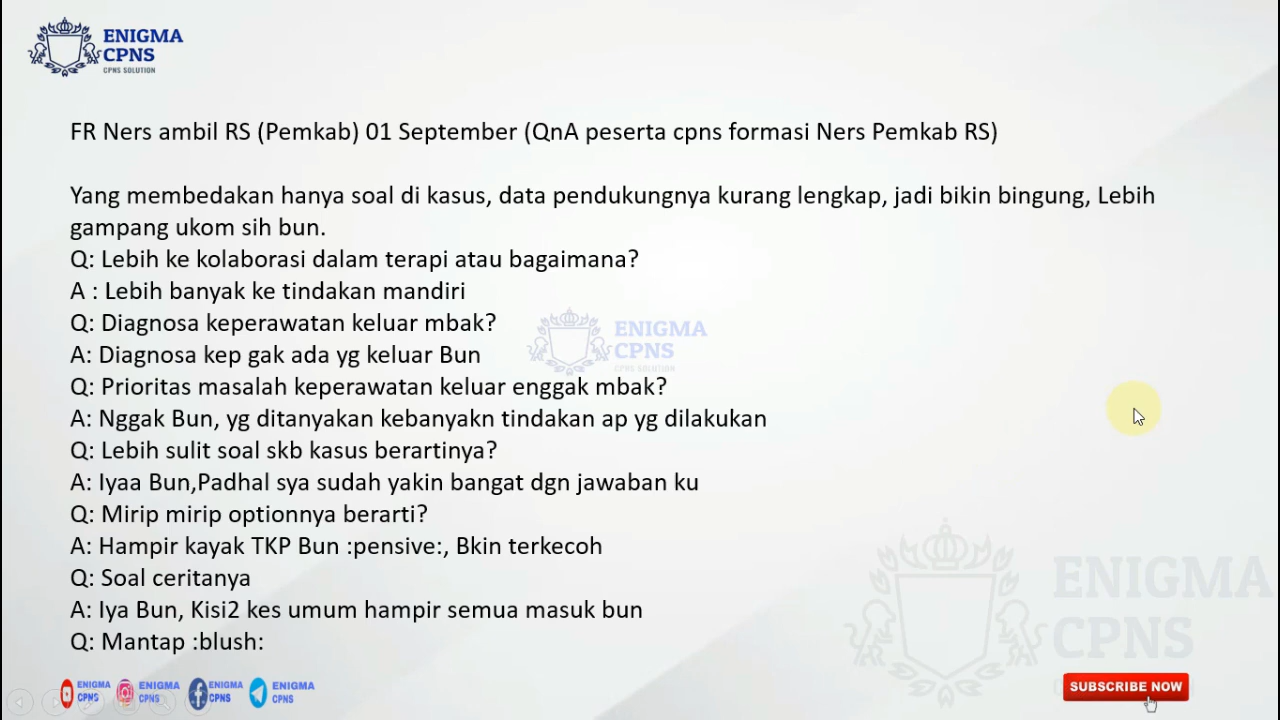 ENIGMA
CPNS
CPNS SOLUTION
FR Ners ambil RS (Pemkab) 01 September (QnA peserta cpns formasi Ners Pemkab RS)
Yang membedakan hanya soal di kasus, data pendukungnya kurang lengkap, jadi bikin bingung, Lebih
gampang ukom sih bun.
Q: Lebih ke kolaborasi dalam terapi atau bagaimana?
A : Lebih banyak ke tindakan mandiri
Q: Diagnosa keperawatan keluar mbak?
A: Diagnosa kep gak ada yg keluar Bun
Q: Prioritas masalah keperawatan keluar enggak mbak?
A: Nggak Bun, yg ditanyakan kebanyakn tindakan ap yg dilakukan
Q: Lebih sulit soal skb kasus berartinya?
A: Iyaa Bun,Padhal sya sudah yakin bangat dgn jawaban ku
Q: Mirip mirip optionnya berarti?
A: Hampir kayak TKP Bun :pensive:, Bkin terkecoh
Q: Soal ceritanya
A: Iya Bun, Kisi2 kes umum hampir semua masuk bun
Q: Mantap :blush:
ENIGMA
CPNS
CPNS SOLUTION
ENIGMA
CPNS
ENIGMA
CPNS
ENIGMA
CPNS
ENIGMA
CPNS
ENIGMA
CPNS
SUBSCRIBE NOW